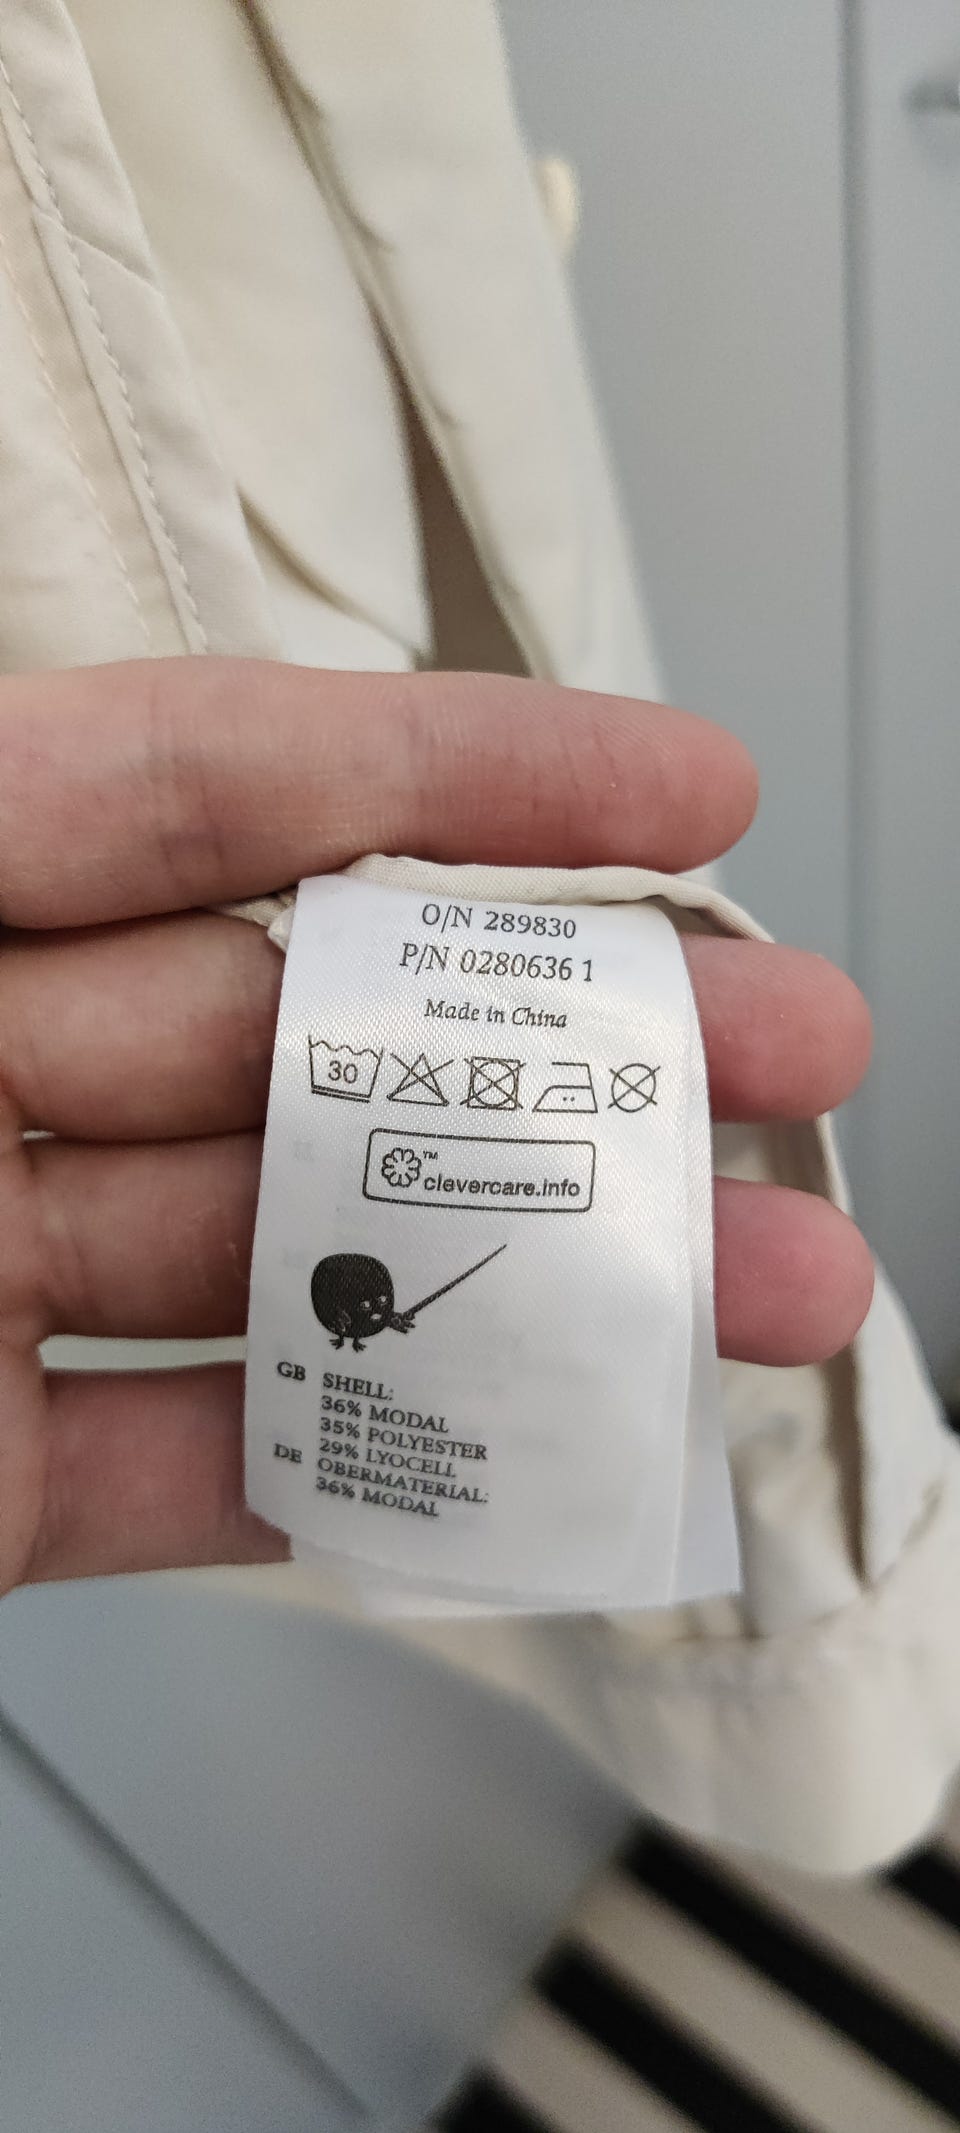 O/N 289830
P/N 0280636 1
Made in China
30
™
clevercare.info
GB SHELL:
36% MODAL
35% POLYESTER
29% LYOCELL
DE OBERMATERIAL:
36% MODAL